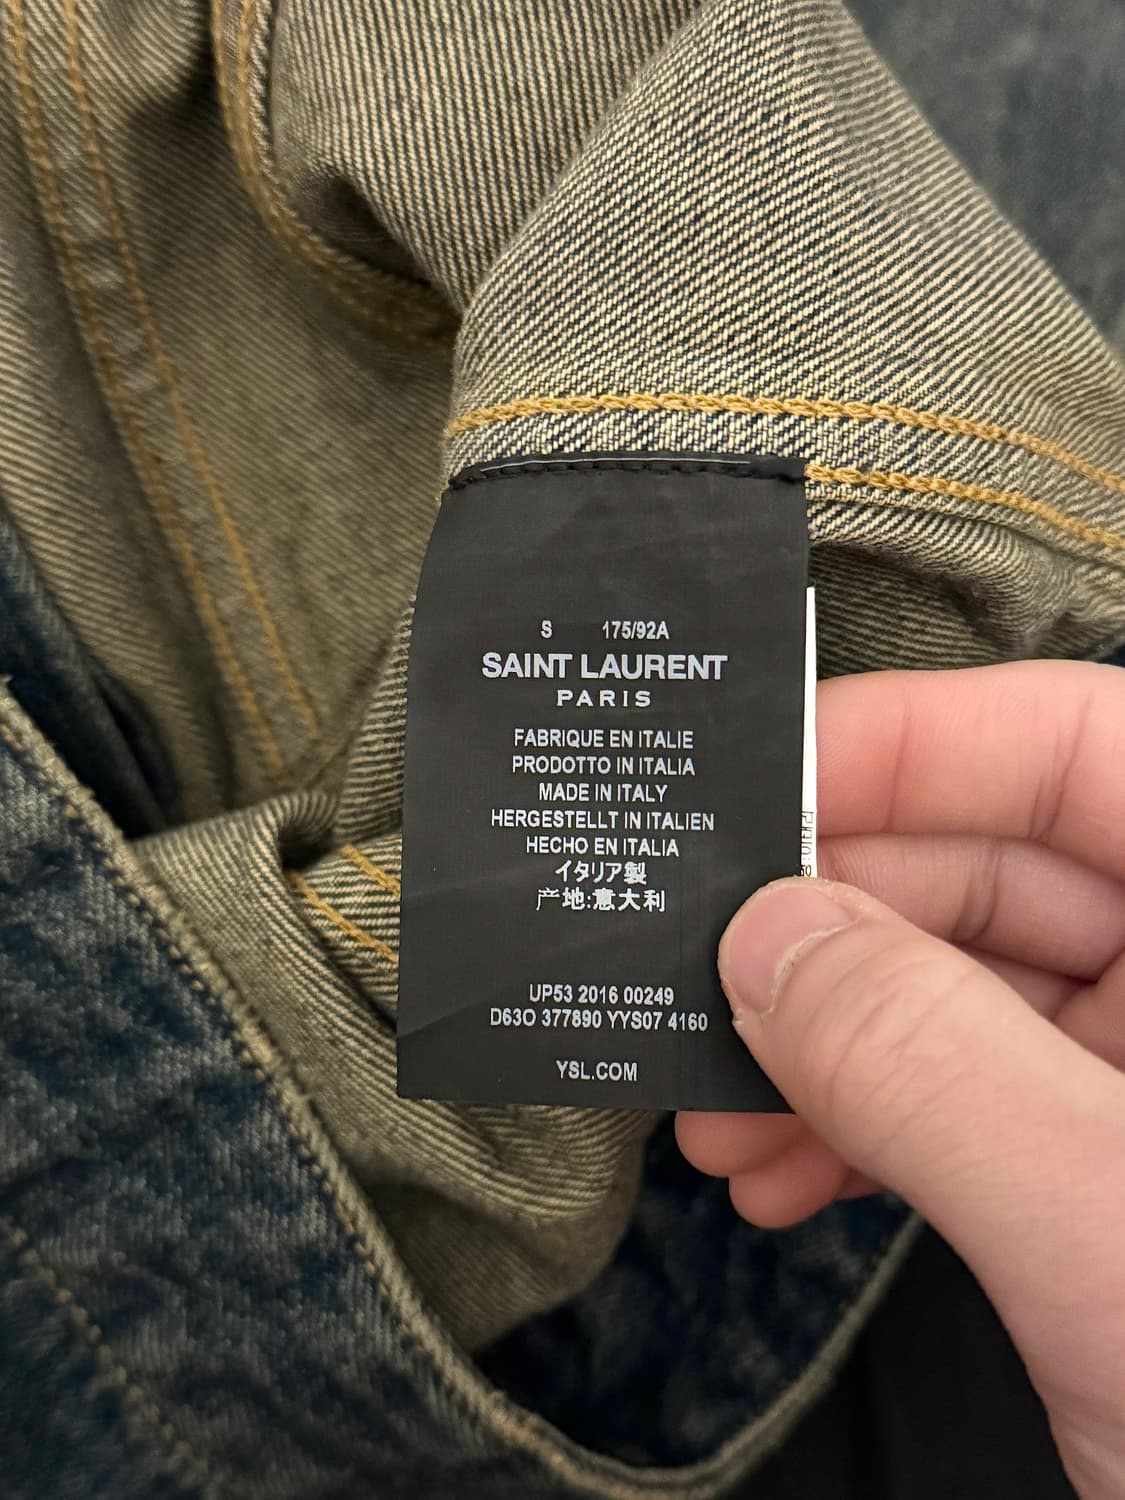 S 175/92A
SAINT LAURENT
PARIS
FABRIQUE EN ITALIE
PRODOTTO IN ITALIA
MADE IN ITALY
HERGESTELLT IN ITALIEN
HECHO EN ITALIA
イタリア製
产地:意大利
UP53 2016 00249
D63O 377890 YYS07 4160
YSL.COM